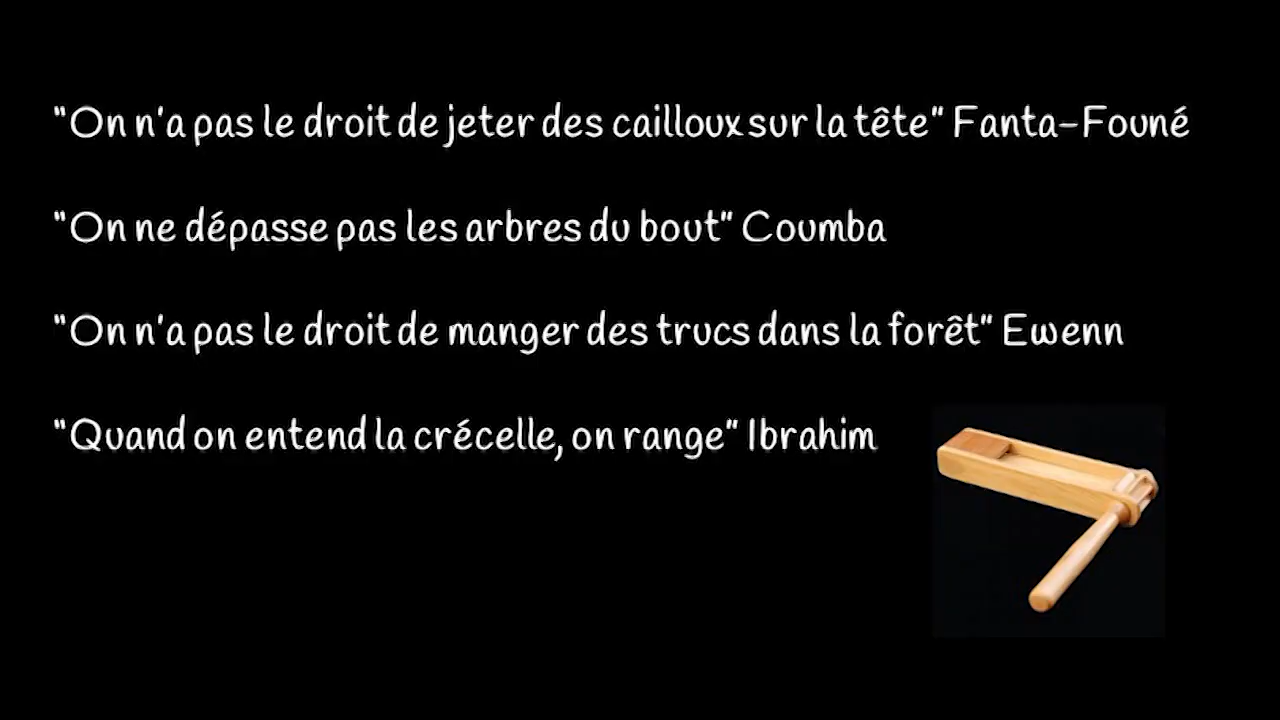 "On n'a pas le droit de jeter des cailloux sur la tête" Fanta-Founé
"On ne dépasse pas les arbres du bout" Coumba
"On n'a pas le droit de manger des trucs dans la forêt" Ewenn
"Quand on entend la crécelle, on range" Ibrahim